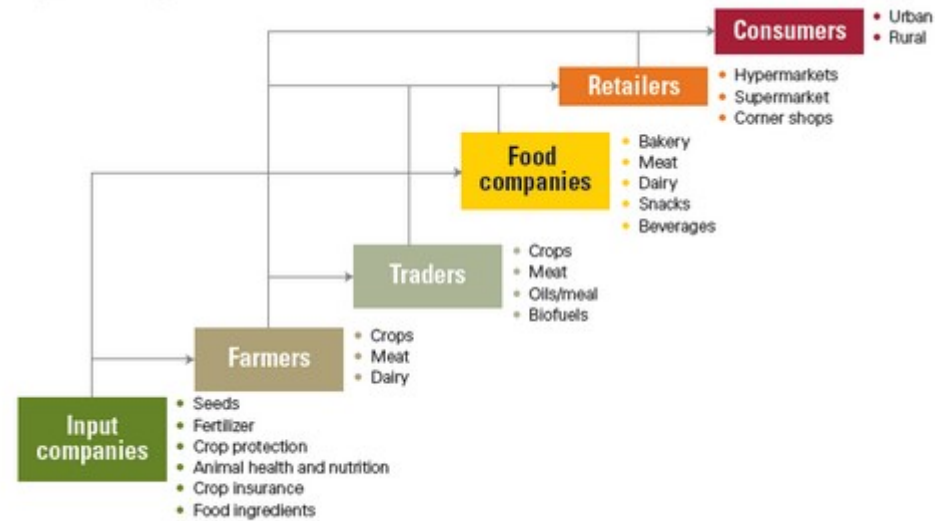 Consumers
• Urban
• Rural
Retailers
• Hypermarkets
• Supermarket
• Corner shops
Food
companies
• Bakery
• Meat
• Dairy
• Snacks
• Beverages
Traders
• Crops
• Meat
• Oils/meal
• Biofuels
Farmers
• Crops
• Meat
• Dairy
Input
companies
• Seeds
• Fertilizer
• Crop protection
• Animal health and nutrition
• Crop insurance
• Food ingredients